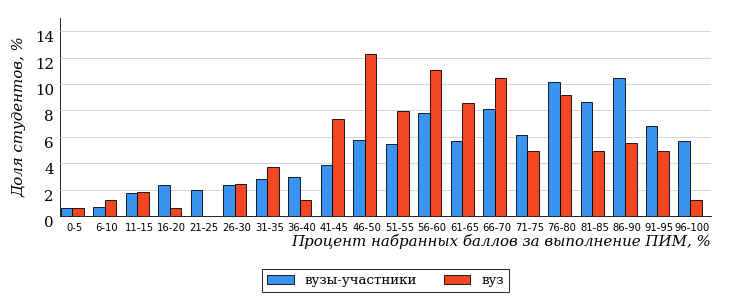 Доля студентов, %
14
12
10
8
6
4
2
0
0-5 6-10 11-15 16-20 21-25 26-30 31-35 36-40 41-45 46-50 51-55 56-60 61-65 66-70 71-75 76-80 81-85 86-90 91-95 96-100
Процент набранных баллов за выполнение ПИМ, %
вузы-участники вуз